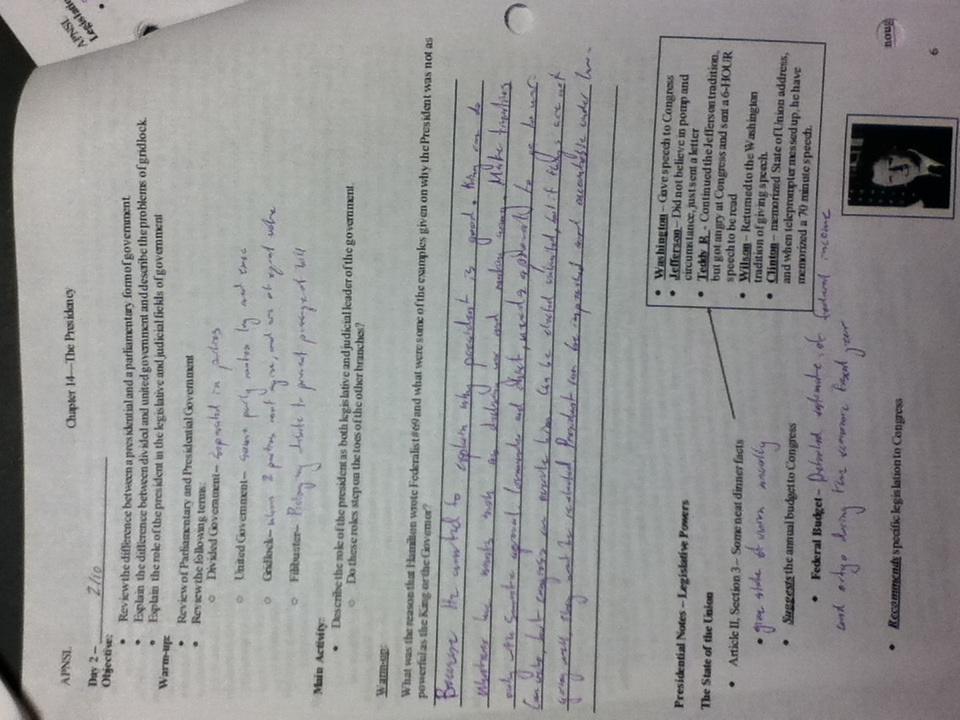 APNSL
Chapter 14—The Presidency
APNSL
Legislatio
Day 2 – 2/10
Objective:
• Review the difference between a presidential and a parliamentary form of government.
• Explain the difference between divided and united government and describe the problems of gridlock.
• Explain the role of the president in the legislative and judicial fields of government
Warm-up:
• Review of Parliamentary and Presidential Government
• Review the following terms:
○ Divided Government– Separated in parties
○ United Government– Same party control leg and exec
○ Gridlock– when 2 parties not agree, and are at equal
○ Filibuster– Prolong debate to prevent passage of bill
Main Activity:
• Describe the role of the president as both legislative and judicial leader of the government.
○ Do these roles step on the toes of the other branches?
Warm-up:
What was the reason that Hamilton wrote Federalist #69 and what were some of the examples given on why the President was not as
powerful as the King or the Governor?
Because He wanted to explain why president is good. King can do
whatever he wants such as declaring war and making Make
only senate approval. and needs approval to go to war.
Can veto, but congress can override him. Can be elected unlimited, but if things are not
going well, they wont be reelected President can be impeached and accountable under law.
Presidential Notes – Legislative Powers
The State of the Union
• Article II, Section 3 – Some neat dinner facts
• give state of union annually
• Suggests the annual budget to Congress
• Federal Budget – Detailed estimate of federal income
and outgo during the fiscal year
• Recommends specific legislation to Congress
• Washington – Gave speech to Congress
• Jefferson – Did not believe in pomp and
circumstance, just sent a letter
• Teddy R. - Continued the Jefferson tradition,
but got angry at Congress and sent a 6-HOUR
speech to be read
• Wilson – Returned to the Washington
tradition of giving speech.
• Clinton – memorized State of Union address,
and when teleprompter messed up, he have
memorized a 70 minute speech.
noug
6